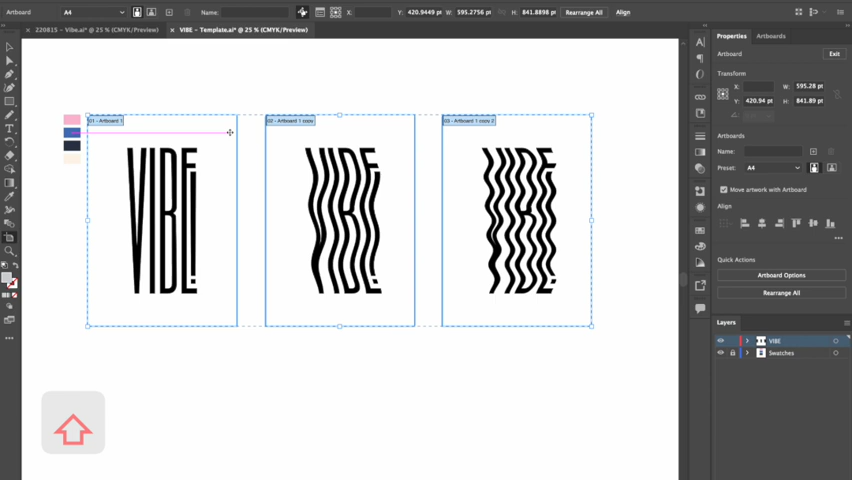 A4
Name:
X:
Y: 420.9449 pt
W: 595.2756 pt
H: 841.8898 pt
Rearrange All
Align
× 220815 - Vibe.ai* @ 25 % (CMYK/Preview)
× VIBE - Template.ai* @ 25 % (CMYK/Preview)
Properties
Artboards
Artboard
Exit
Transform
X:
W: 595.28 pt
Y: 420.94 pt
H: 841.89 pt
Artboards
Name:
Preset: A4
Move artwork with Artboard
Align
Quick Actions
Artboard Options
Rearrange All
Layers
VIBE
Swatches
01 - Artboard 1
02 - Artboard 1 copy
03 - Artboard 1 copy 2
VIBE!
VIBE!
VIBE!